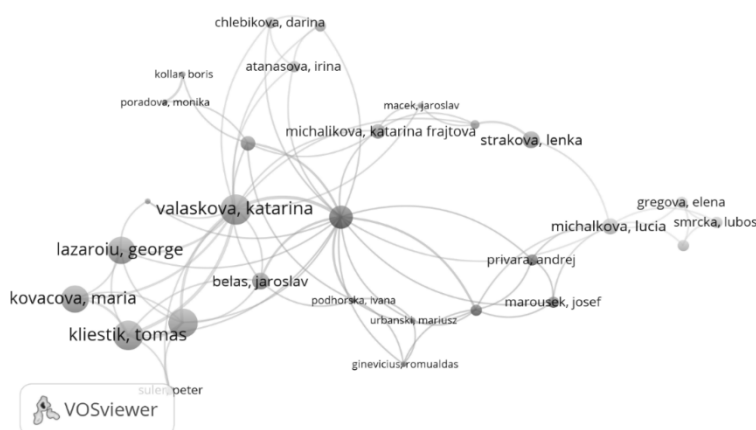 chlebikova, darina
atanasova, irina
kollar, boris
poradova, monika
macek, jaroslav
michalikova, katarina frajtova
strakova, lenka
valaskova, katarina
gregova, elena
smrcka, lubos
michalkova, lucia
lazaroiu, george
privara, andrej
belas, jaroslav
kovacova, maria
podhorska, ivana
marousek, josef
urbanski, mariusz
kliestik, tomas
ginevicius, romualdas
suler, peter
VOSviewer